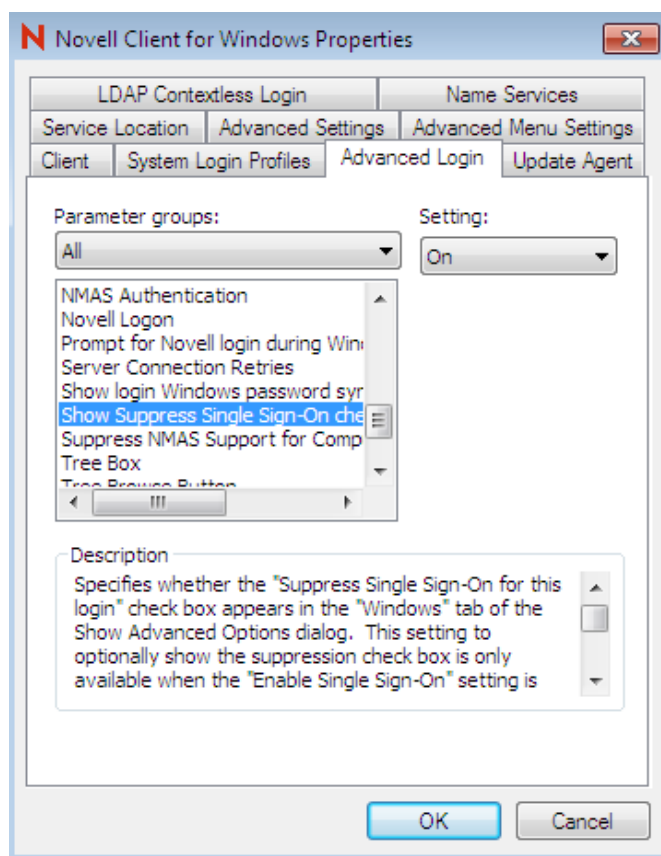 N Novell Client for Windows Properties
LDAP Contextless Login Name Services
Service Location Advanced Settings Advanced Menu Settings
Client System Login Profiles Advanced Login Update Agent
Parameter groups: Setting:
All On
NMAS Authentication
Novell Logon
Prompt for Novell login during Win
Server Connection Retries
Show login Windows password syr
Show Suppress Single Sign-On che
Suppress NMAS Support for Comp
Tree Box
Tree Browse Button
Description
Specifies whether the "Suppress Single Sign-On for this
login" check box appears in the "Windows" tab of the
Show Advanced Options dialog. This setting to
optionally show the suppression check box is only
available when the "Enable Single Sign-On" setting is
OK Cancel